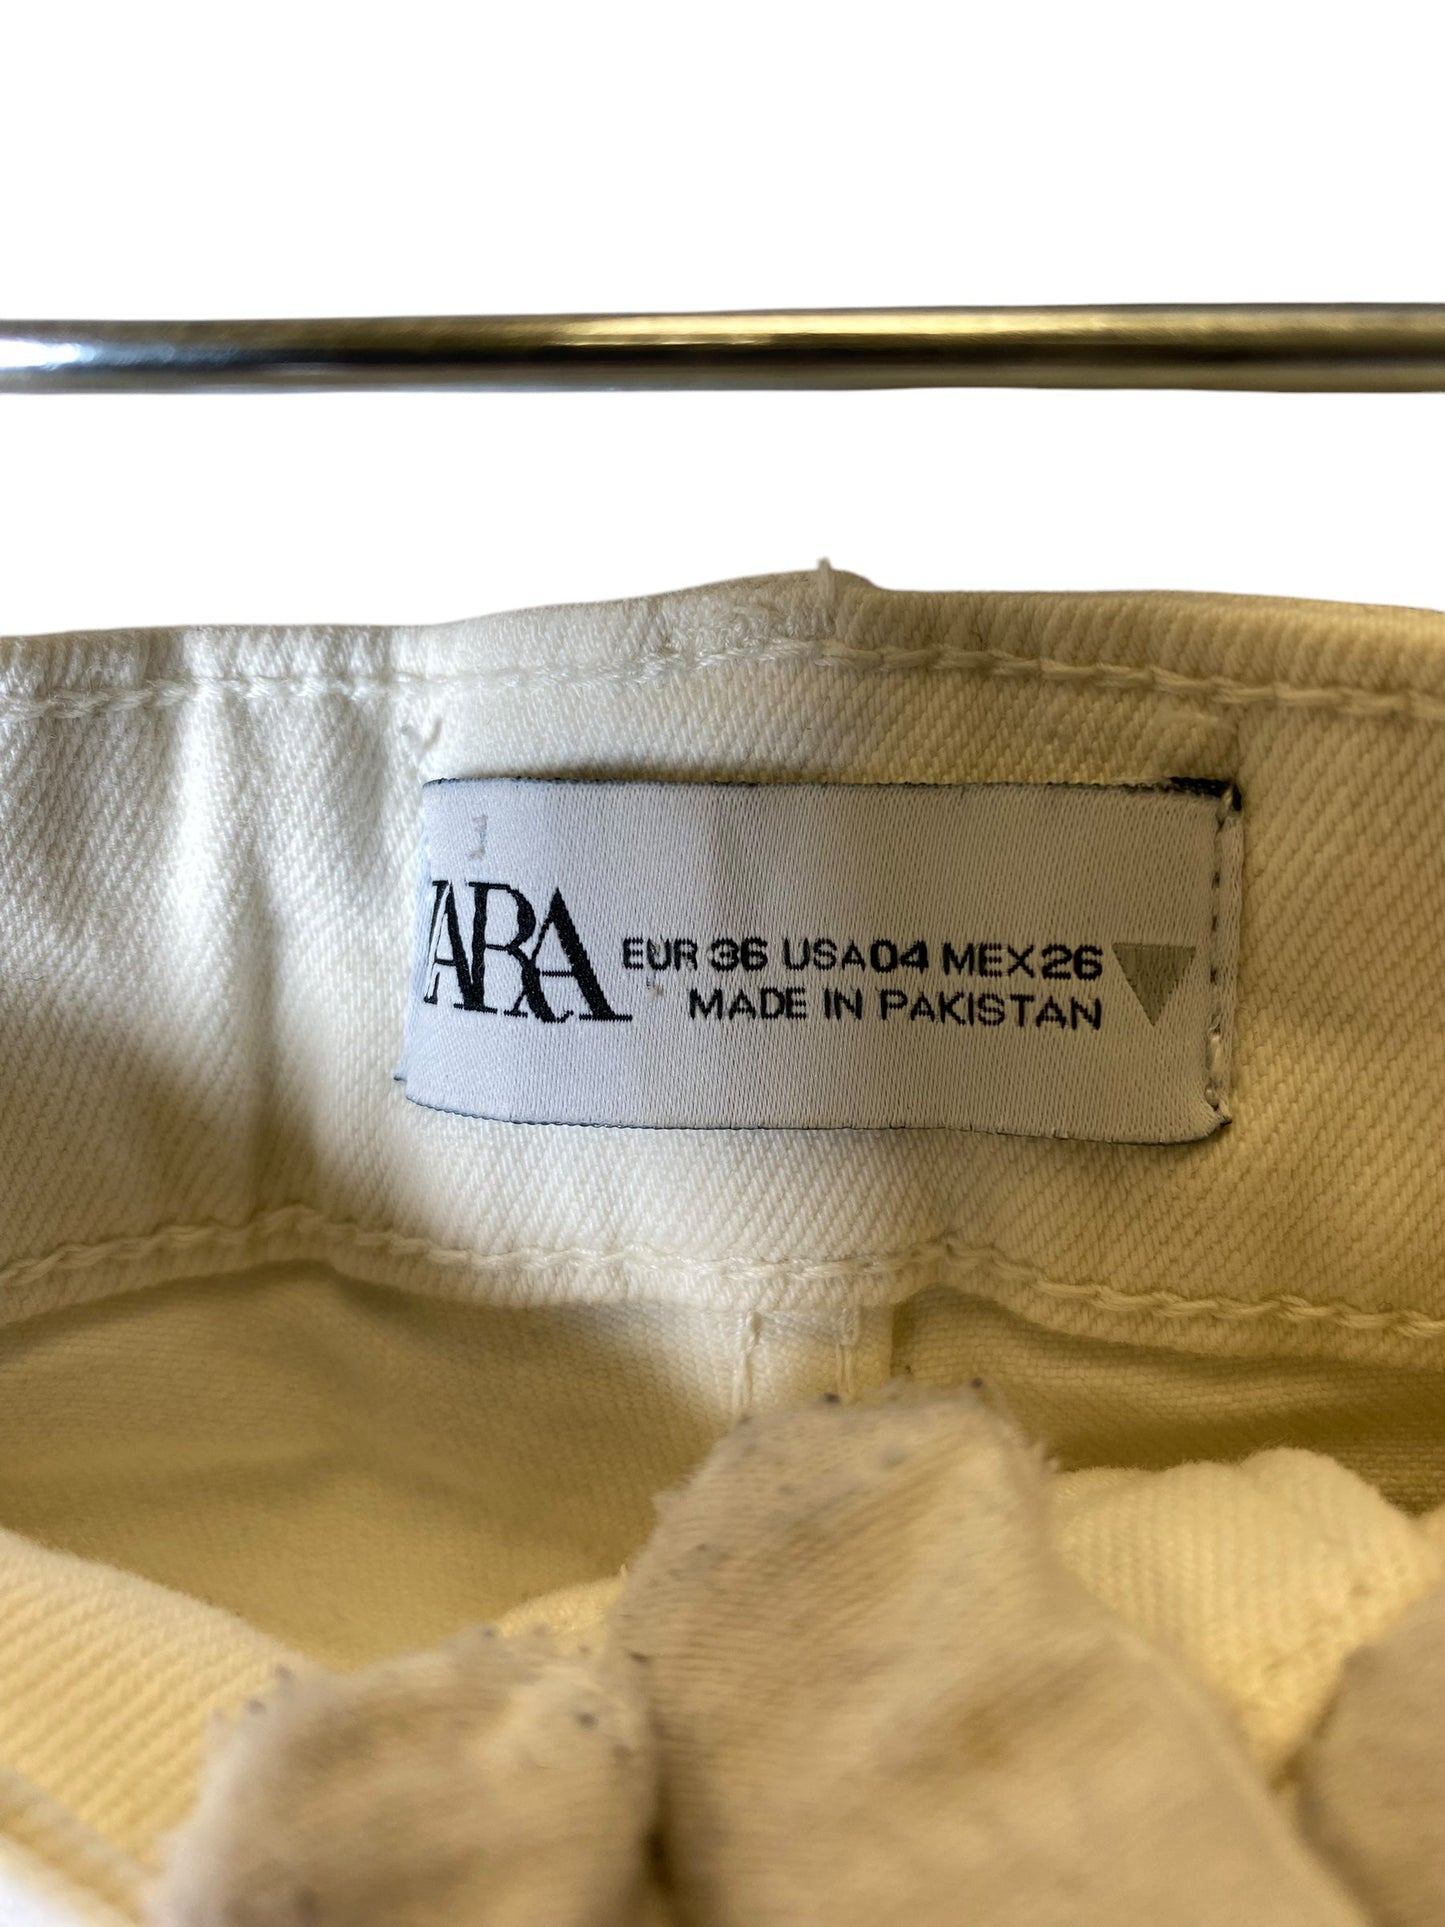 ZARA
EUR 36 USA 04 MEX 26
MADE IN PAKISTAN